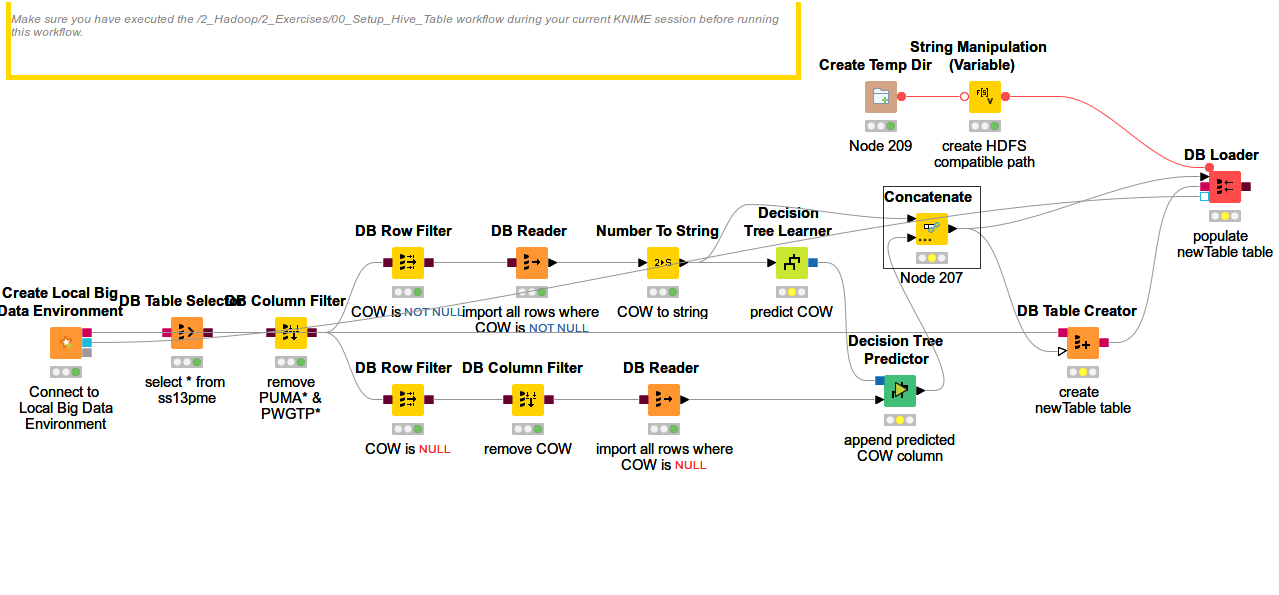 Make sure you have executed the /2_Hadoop/2_Exercises/00_Setup_Hive_Table workflow during your current KNIME session before running
this workflow.
String Manipulation
(Variable)
Create Temp Dir
Node 209
create HDFS
compatible path
DB Loader
populate
newTable table
Concatenate
Node 207
DB Row Filter
COW is NOT NULL
DB Reader
import all rows where
COW is NOT NULL
Number To String
2▸S
COW to string
Decision
Tree Learner
predict COW
Create Local Big
Data Environment
Connect to
Local Big Data
Environment
DB Table Selector
select * from
ss13pme
DB Column Filter
remove
PUMA* &
PWGTP*
DB Row Filter
COW is NULL
DB Column Filter
remove COW
DB Reader
import all rows where
COW is NULL
Decision Tree
Predictor
append predicted
COW column
DB Table Creator
create
newTable table